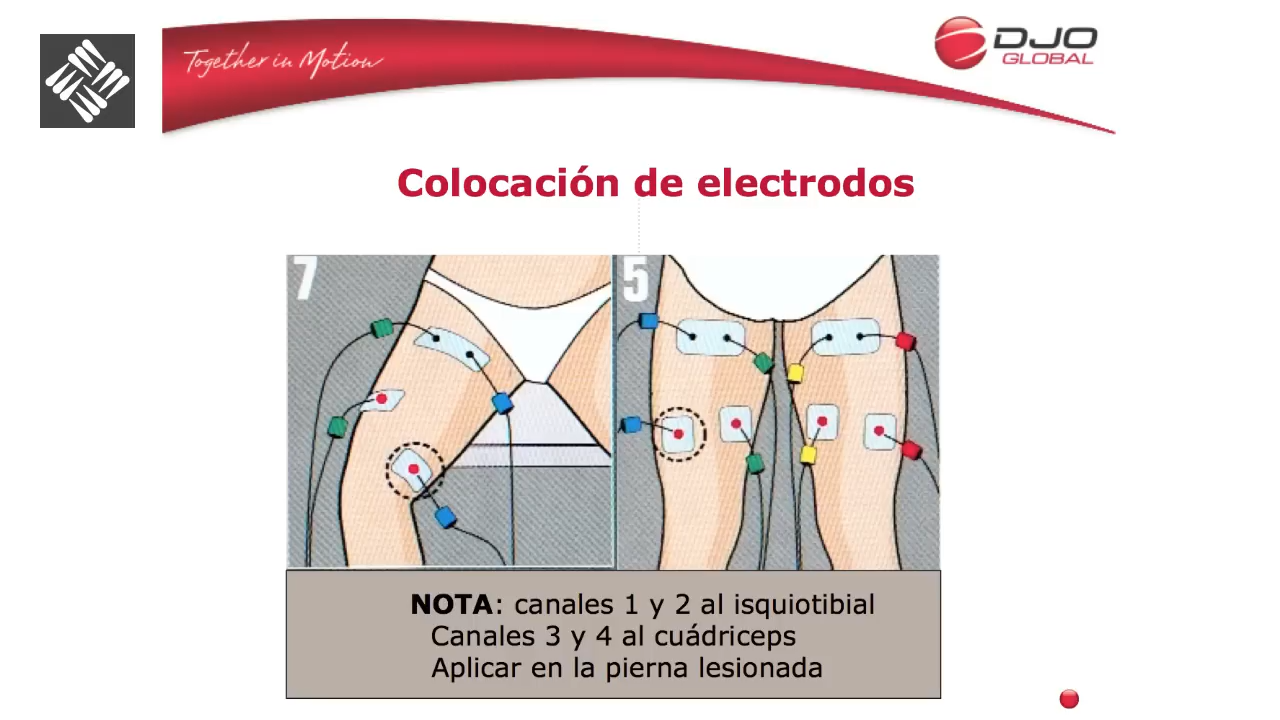 Together in Motion
DJO
GLOBAL
Colocación de electrodos
7
5
NOTA: canales 1 y 2 al isquiotibial
Canales 3 y 4 al cuádriceps
Aplicar en la pierna lesionada